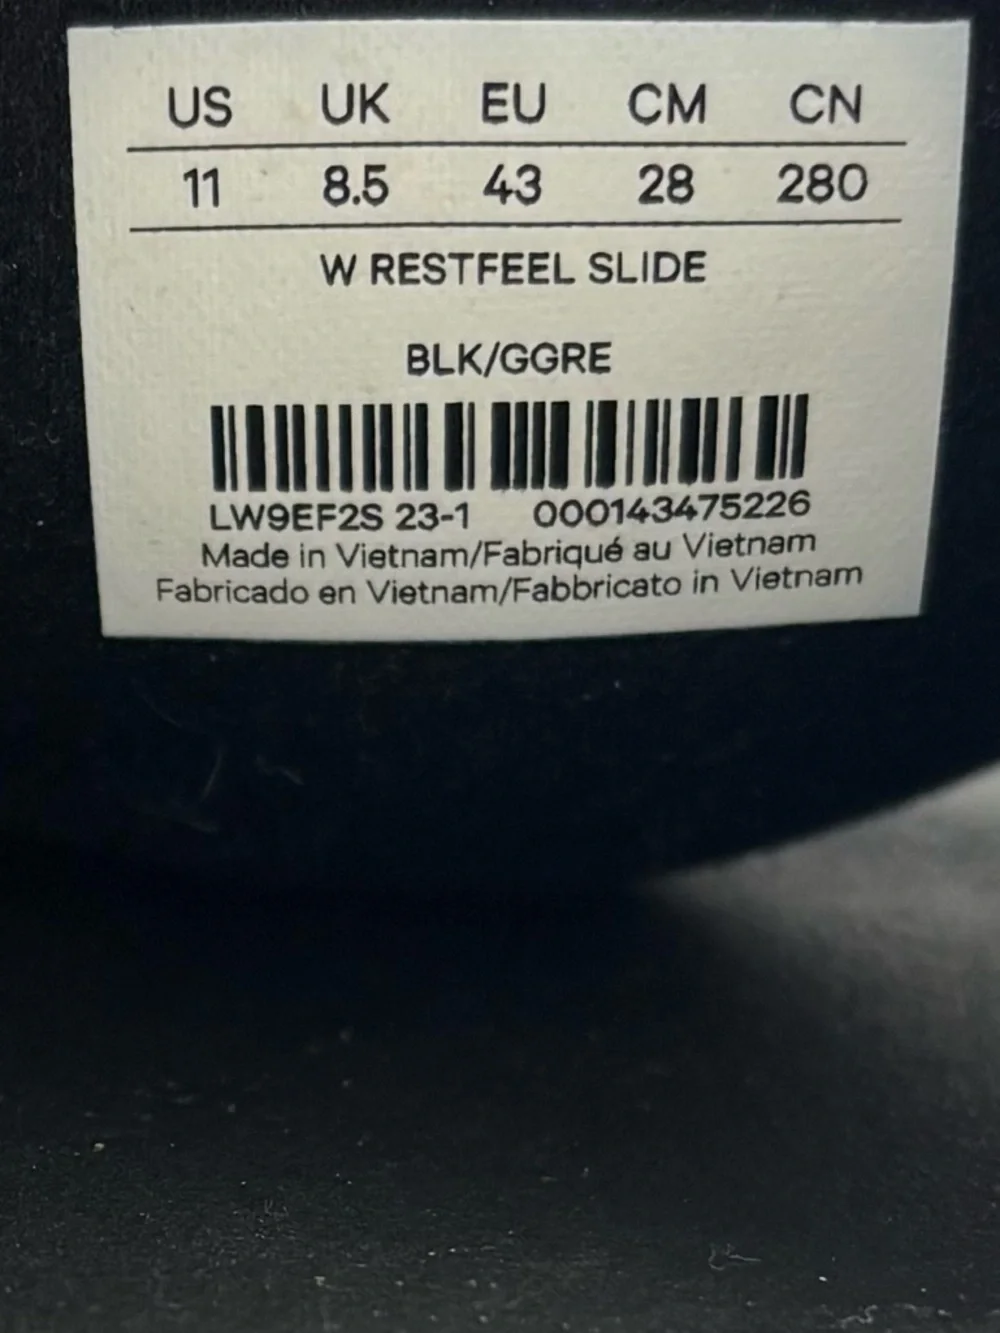 US UK EU CM CN
11 8.5 43 28 280
W RESTFEEL SLIDE
BLK/GGRE
LW9EF2S 23-1 000143475226
Made in Vietnam/Fabriqué au Vietnam
Fabricado en Vietnam/Fabbricato in Vietnam